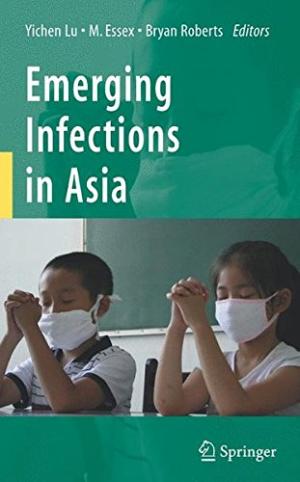 Yichen Lu • M. Essex • Bryan Roberts Editors
Emerging
Infections
in Asia
Springer